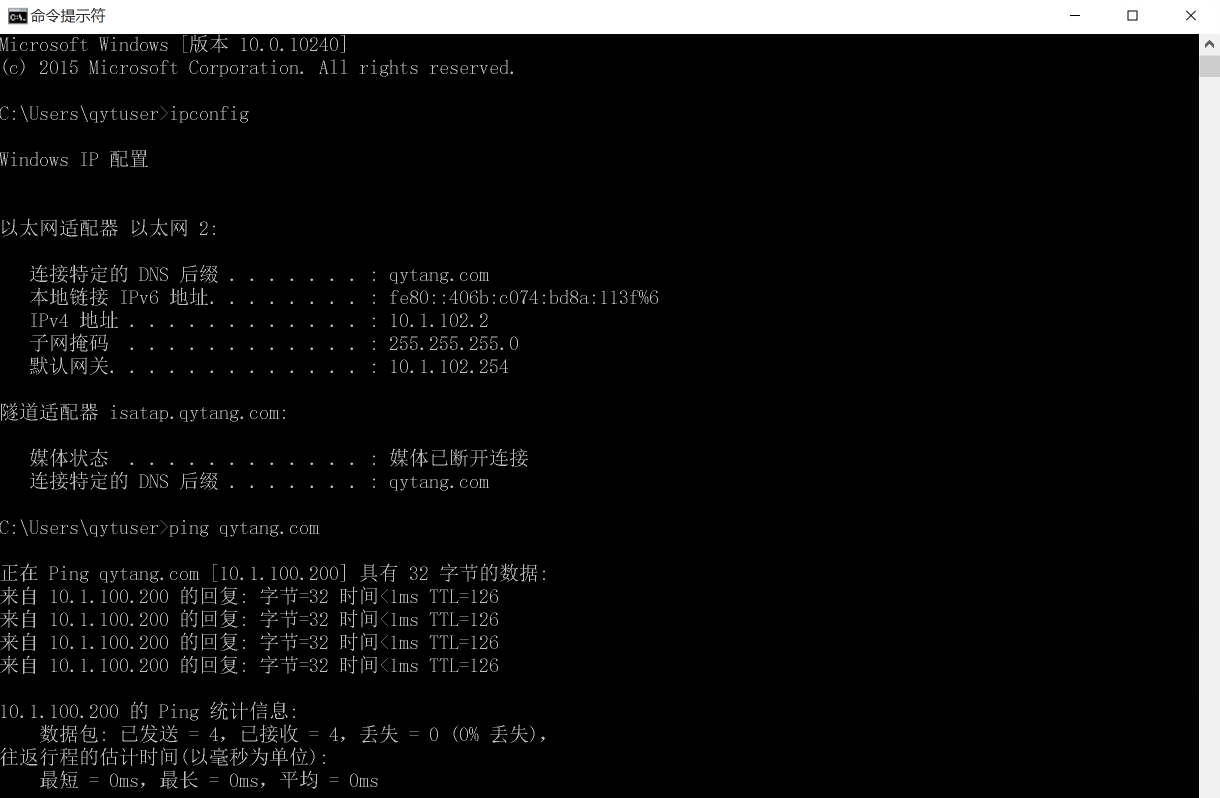 命令提示符
Microsoft Windows [版本 10.0.10240]
(c) 2015 Microsoft Corporation. All rights reserved.
C:\Users\qytuser>ipconfig
Windows IP 配置
以太网适配器 以太网 2:
连接特定的 DNS 后缀 . . . . . . . : qytang.com
本地链接 IPv6 地址. . . . . . . . : fe80::406b:c074:bd8a:113f%6
IPv4 地址 . . . . . . . . . . . . : 10.1.102.2
子网掩码  . . . . . . . . . . . . : 255.255.255.0
默认网关. . . . . . . . . . . . . : 10.1.102.254
隧道适配器 isatap.qytang.com:
媒体状态  . . . . . . . . . . . . : 媒体已断开连接
连接特定的 DNS 后缀 . . . . . . . : qytang.com
C:\Users\qytuser>ping qytang.com
正在 Ping qytang.com [10.1.100.200] 具有 32 字节的数据:
来自 10.1.100.200 的回复: 字节=32 时间<1ms TTL=126
来自 10.1.100.200 的回复: 字节=32 时间<1ms TTL=126
来自 10.1.100.200 的回复: 字节=32 时间<1ms TTL=126
来自 10.1.100.200 的回复: 字节=32 时间<1ms TTL=126
10.1.100.200 的 Ping 统计信息:
数据包: 已发送 = 4，已接收 = 4，丢失 = 0 (0% 丢失)，
往返行程的估计时间(以毫秒为单位):
最短 = 0ms，最长 = 0ms，平均 = 0ms